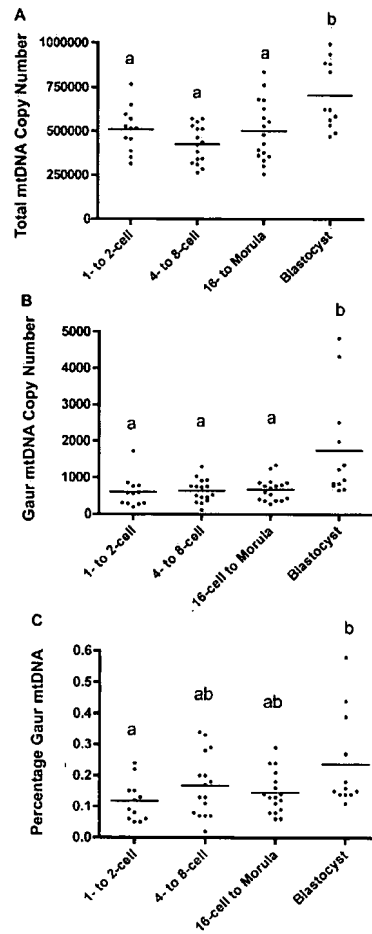 A
Total mtDNA Copy Number
1000000
750000
500000
250000
0
a
a
a
b
1- to 2-cell
4- to 8-cell
16- to Morula
Blastocyst
B
Gaur mtDNA Copy Number
5000
4000
3000
2000
1000
0
a
a
a
b
1- to 2-cell
4- to 8-cell
16-cell to Morula
Blastocyst
C
Percentage Gaur mtDNA
0.6
0.5
0.4
0.3
0.2
0.1
0.0
a
ab
ab
b
1- to 2-cell
4- to 8-cell
16-cell to Morula
Blastocyst